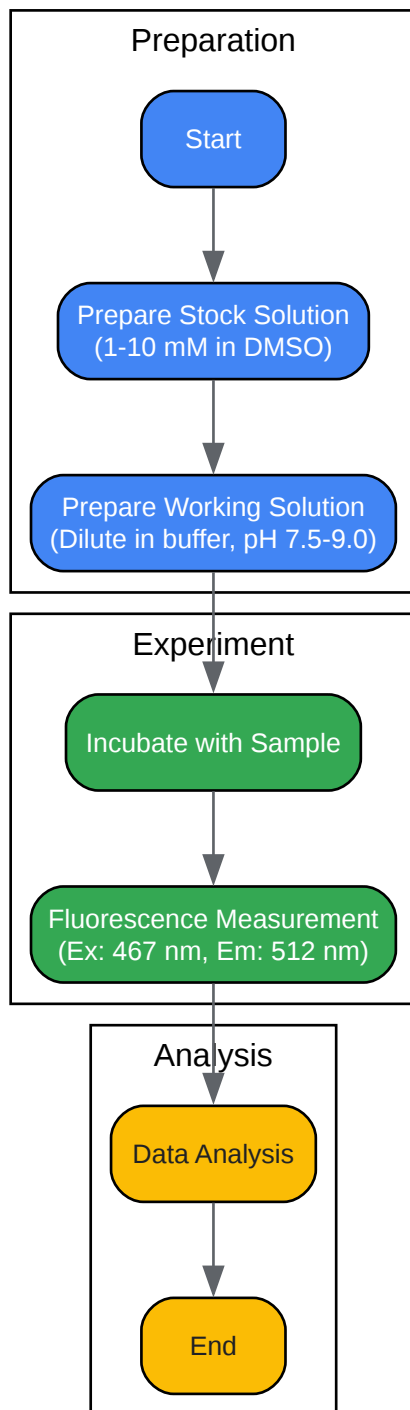 Preparation
Start
Prepare Stock Solution
(1-10 mM in DMSO)
Prepare Working Solution
(Dilute in buffer, pH 7.5-9.0)
Experiment
Incubate with Sample
Fluorescence Measurement
(Ex: 467 nm, Em: 512 nm)
Analysis
Data Analysis
End